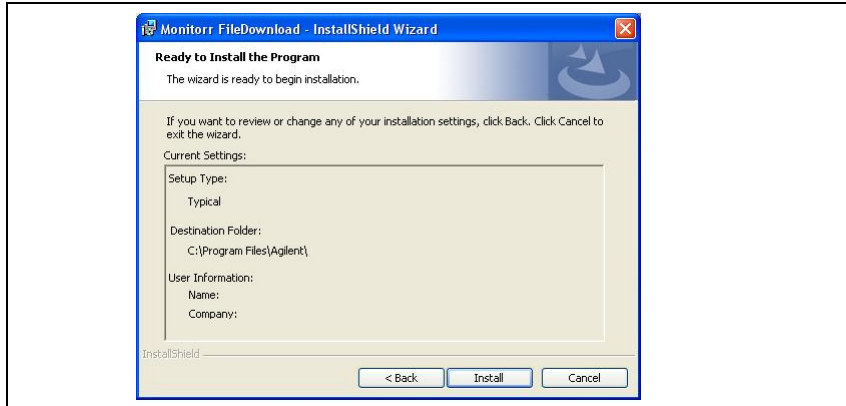 Monitorr FileDownload - InstallShield Wizard
Ready to Install the Program
The wizard is ready to begin installation.
If you want to review or change any of your installation settings, click Back. Click Cancel to
exit the wizard.
Current Settings:
Setup Type:
Typical
Destination Folder:
C:\Program Files\Agilent\
User Information:
Name:
Company:
InstallShield
< Back
Install
Cancel